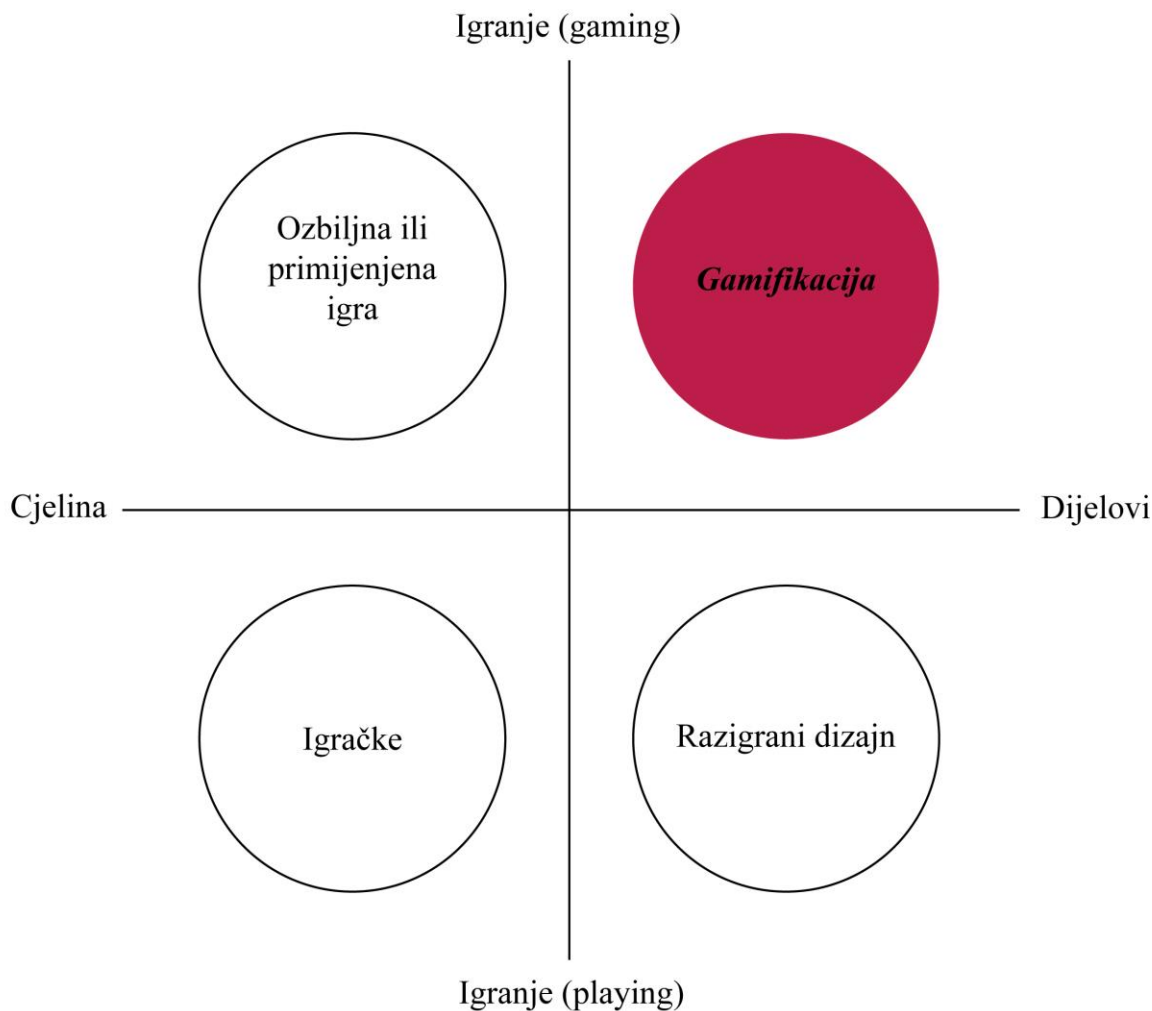 Igranje (gaming)
Ozbiljna ili
primijenjena
igra
Gamifikacija
Cjelina
Dijelovi
Igračke
Razigrani dizajn
Igranje (playing)